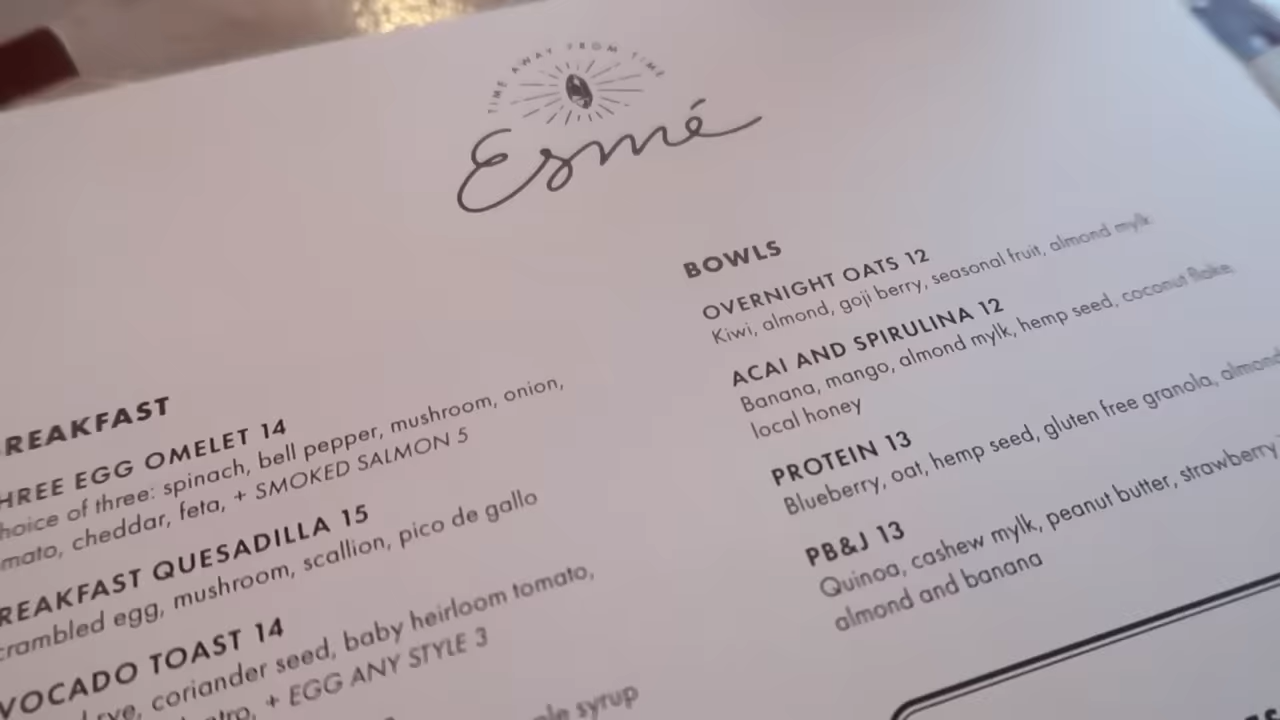 TIME AWAY FROM TIME
Esmé
REAKFAST
HREE EGG OMELET 14
hoice of three: spinach, bell pepper, mushroom, onion,
mato, cheddar, feta, + SMOKED SALMON 5
REAKFAST QUESADILLA 15
crambled egg, mushroom, scallion, pico de gallo
VOCADO TOAST 14
rye, coriander seed, baby heirloom tomato,
+ EGG ANY STYLE 3
syrup
BOWLS
OVERNIGHT OATS 12
Kiwi, almond, goji berry, seasonal fruit, almond mylk
ACAI AND SPIRULINA 12
Banana, mango, almond mylk, hemp seed, coconut flake,
local honey
PROTEIN 13
Blueberry, oat, hemp seed, gluten free granola, almond
PB&J 13
Quinoa, cashew mylk, peanut butter, strawberry
almond and banana